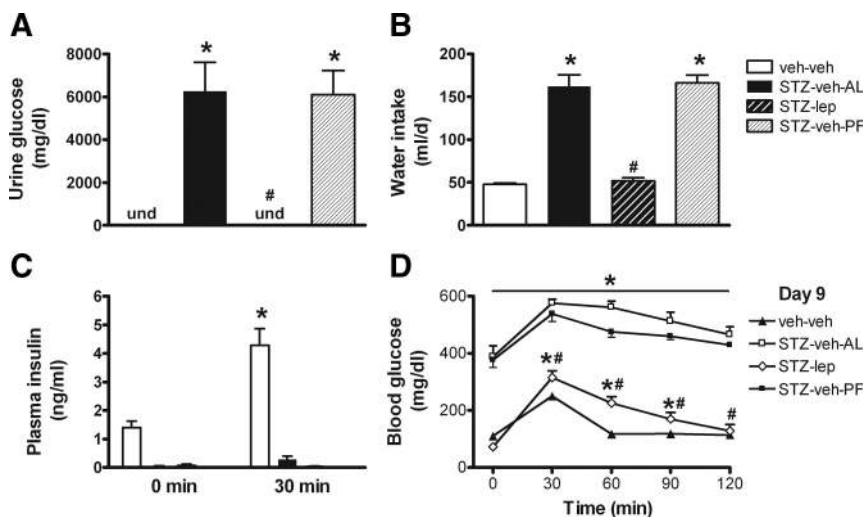 A
Urine glucose
(mg/dl)
8000
6000
4000
2000
0
und
*
#
und
*
B
Water intake
(ml/d)
200
150
100
50
0
*
#
*
veh-veh
STZ-veh-AL
STZ-lep
STZ-veh-PF
C
Plasma insulin
(ng/ml)
6
5
4
3
2
1
0
*
0 min
30 min
D
Blood glucose
(mg/dl)
600
400
200
0
*
*#
*#
*#
#
0
30
60
90
120
Time (min)
Day 9
veh-veh
STZ-veh-AL
STZ-lep
STZ-veh-PF